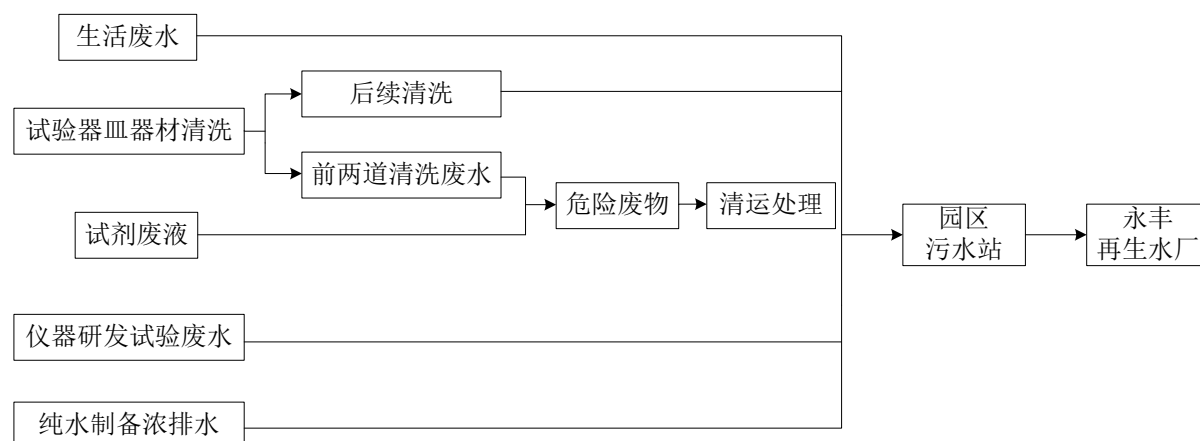 生活废水
后续清洗
试验器皿器材清洗
前两道清洗废水
危险废物
清运处理
试剂废液
园区
污水站
永丰
再生水厂
仪器研发试验废水
纯水制备浓排水